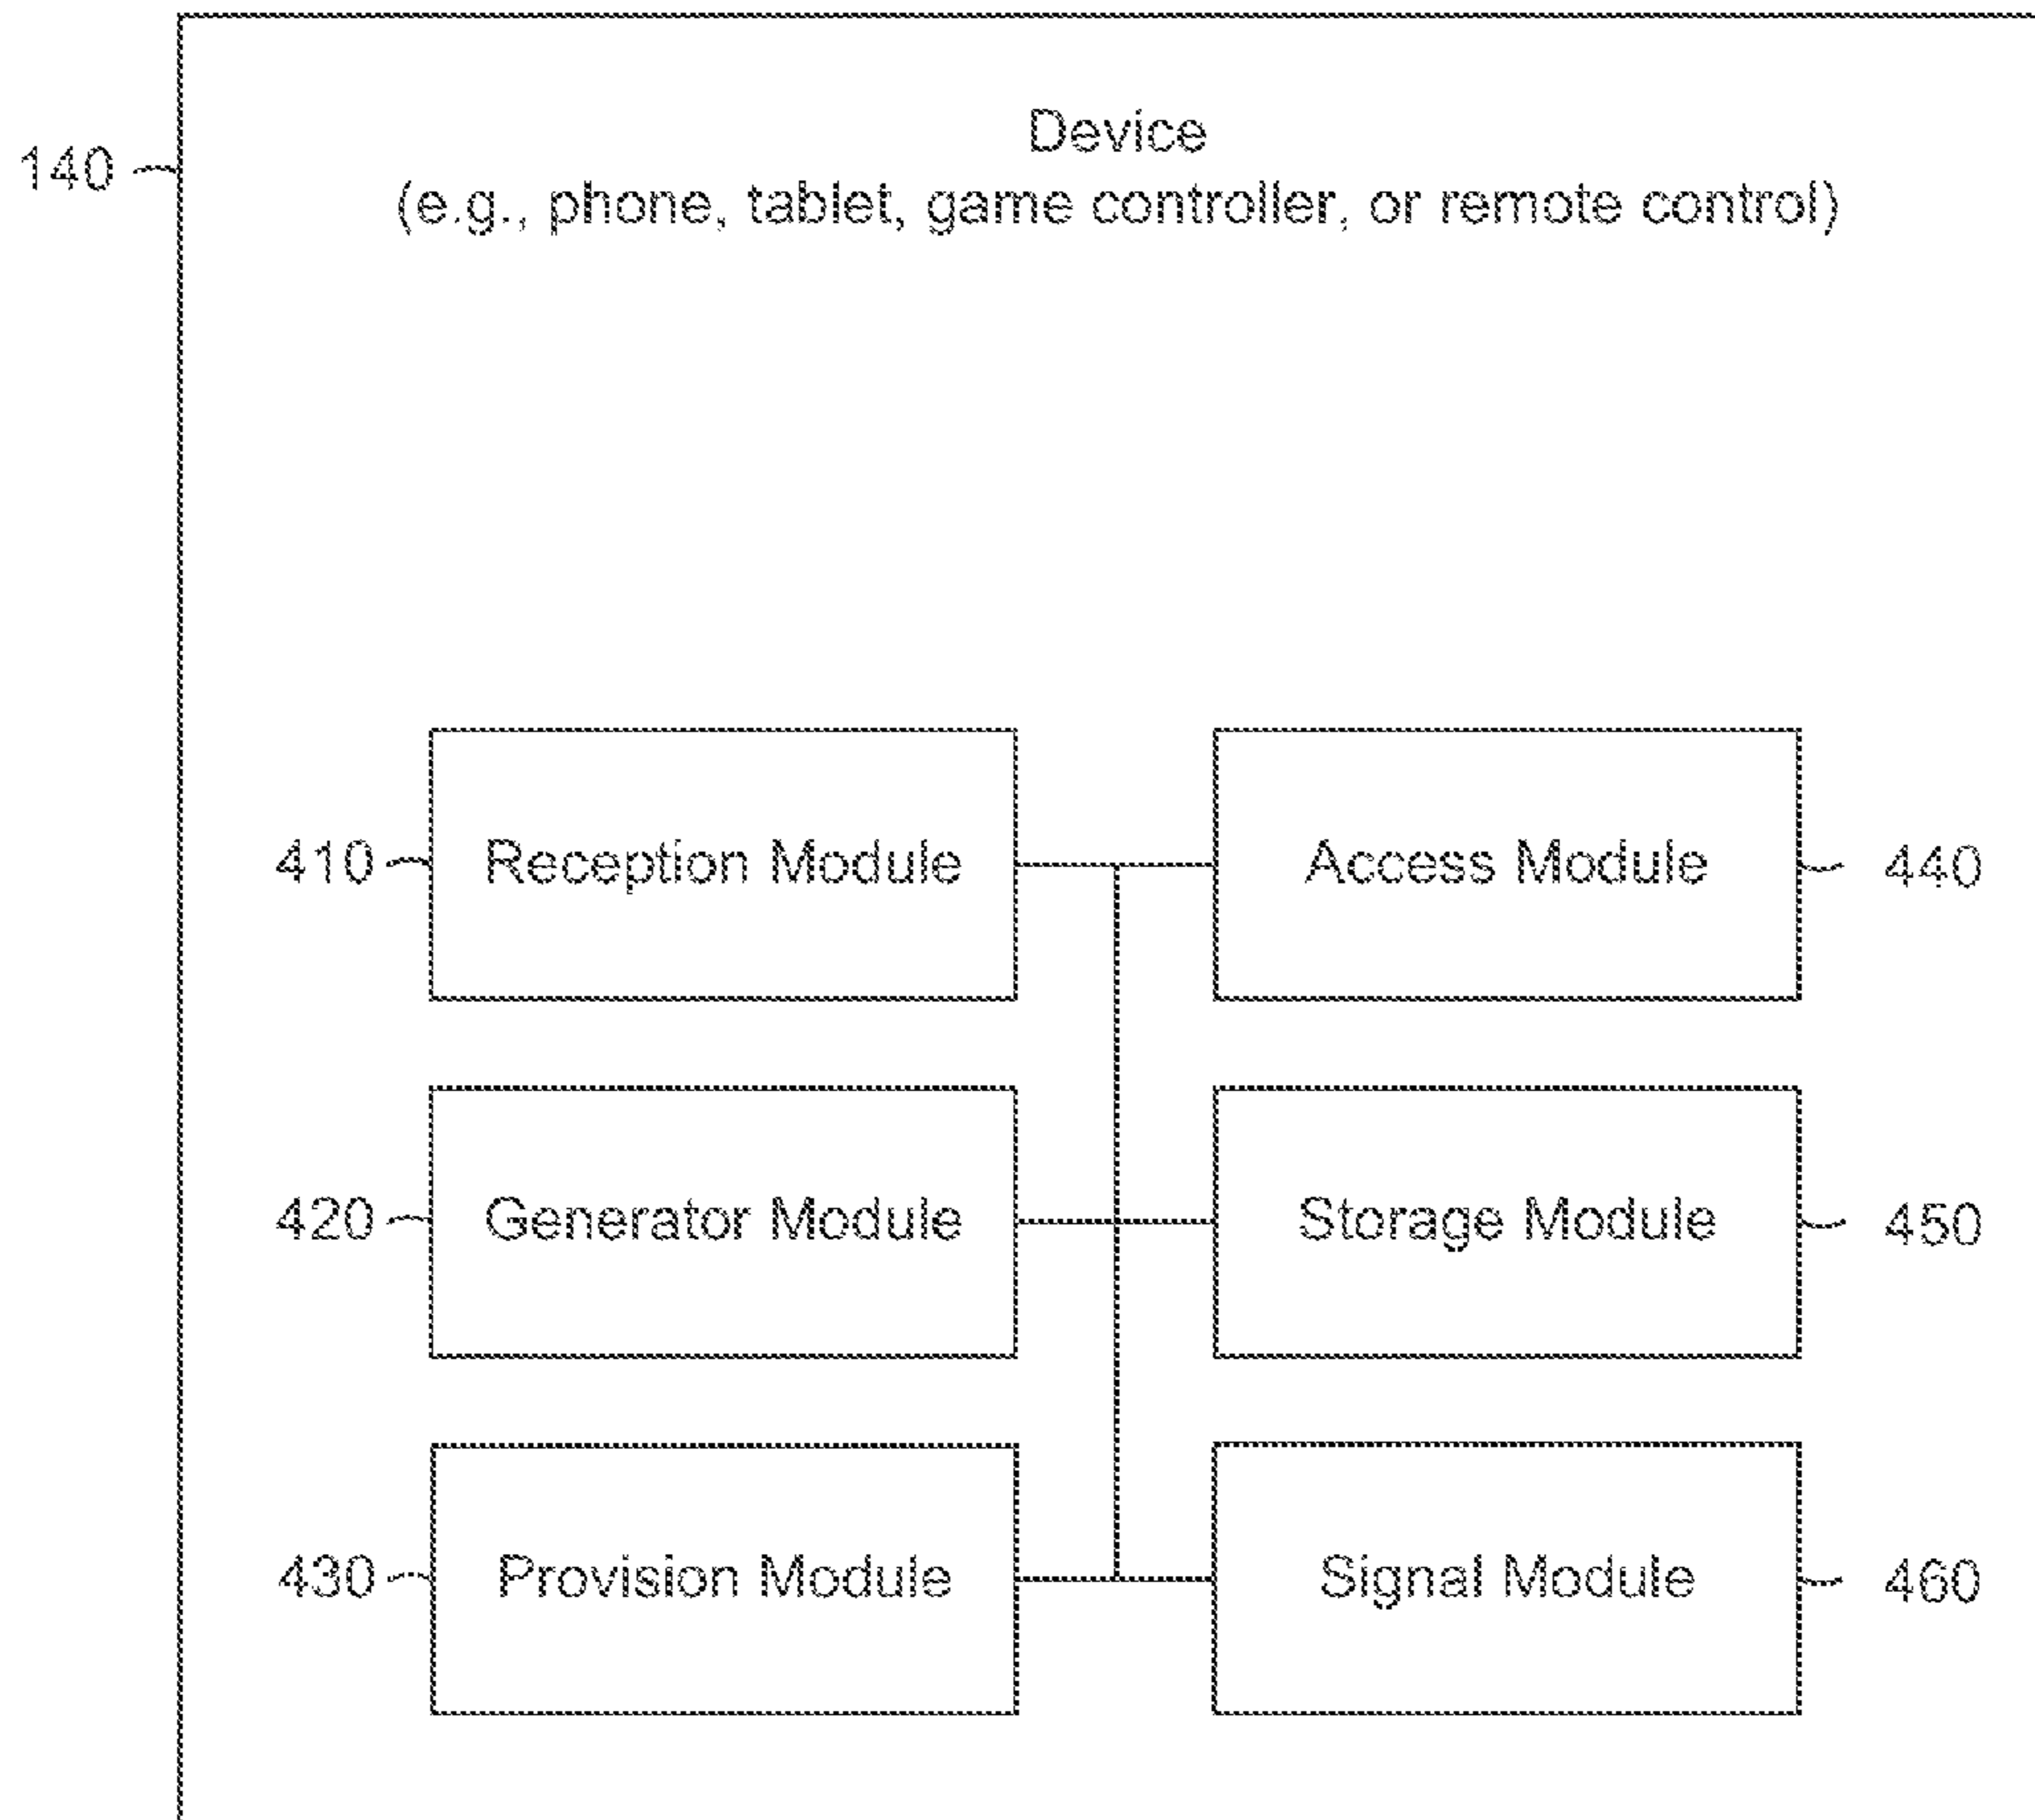 140
Device
(e.g., phone, tablet, game controller, or remote control)
410
Reception Module
Access Module
440
420
Generator Module
Storage Module
450
430
Provision Module
Signal Module
460